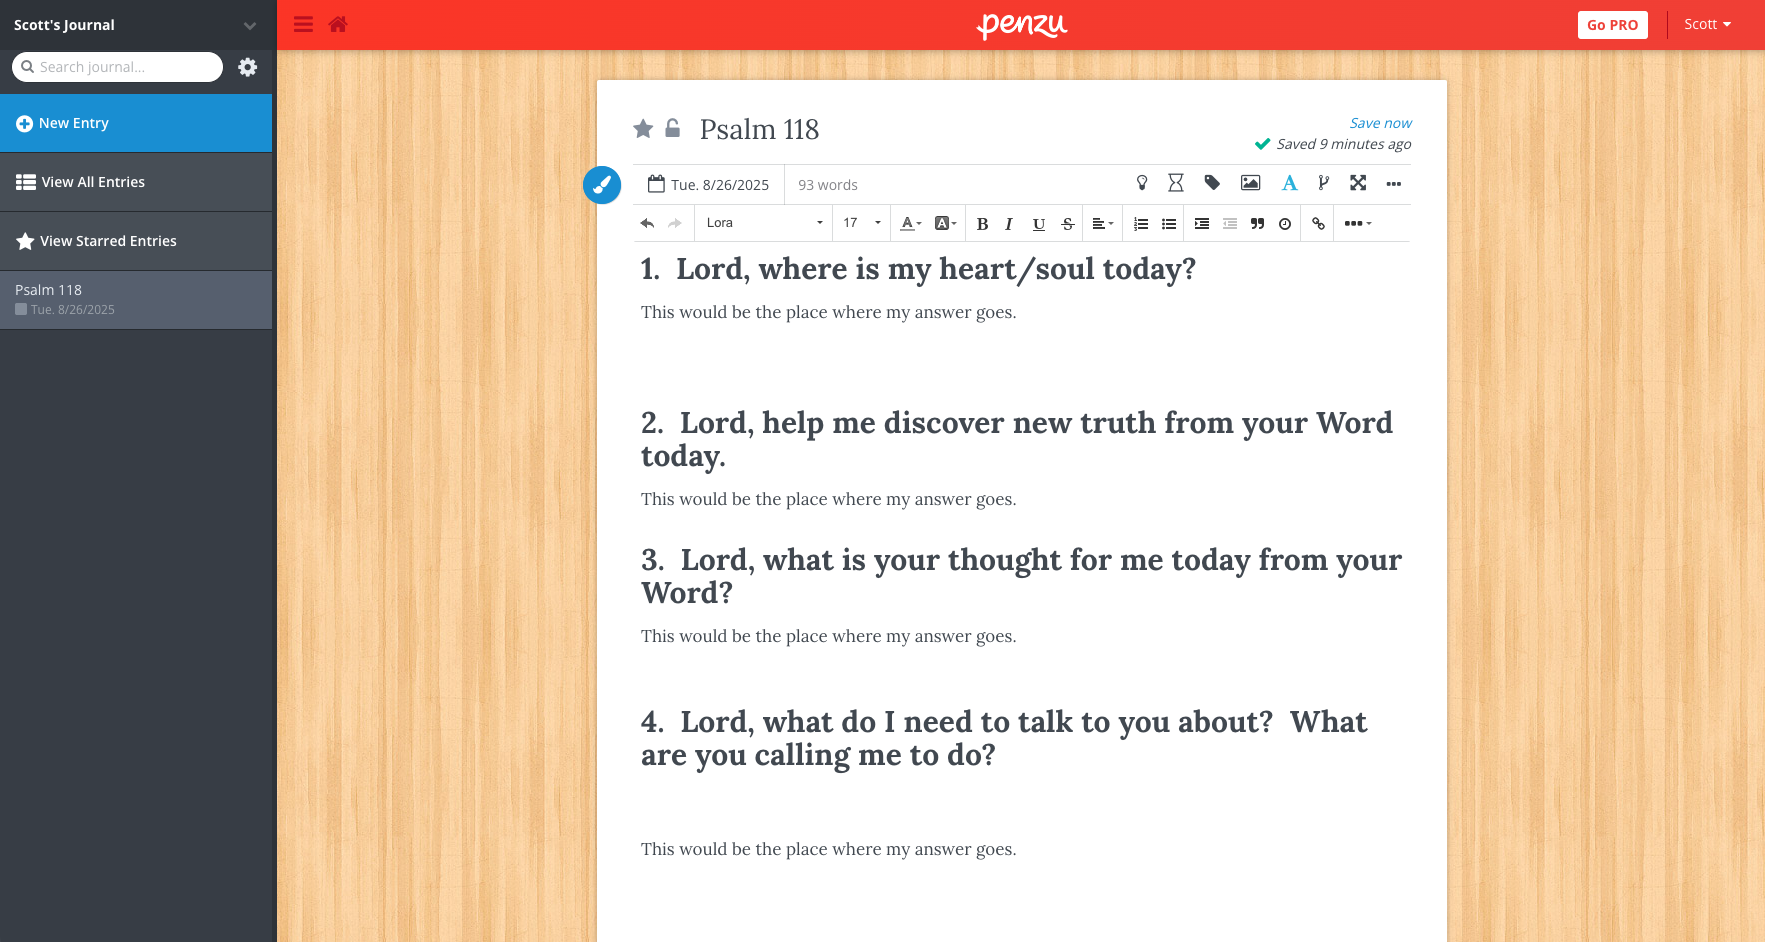 Scott's Journal
Search journal...
New Entry
View All Entries
View Starred Entries
Psalm 118
Tue. 8/26/2025
penzu
Go PRO
Scott
Psalm 118
Save now
Saved 9 minutes ago
Tue. 8/26/2025
93 words
A
Lora
17
A
A
B
I
U
S
1. Lord, where is my heart/soul today?
This would be the place where my answer goes.
2. Lord, help me discover new truth from your Word
today.
This would be the place where my answer goes.
3. Lord, what is your thought for me today from your
Word?
This would be the place where my answer goes.
4. Lord, what do I need to talk to you about? What
are you calling me to do?
This would be the place where my answer goes.